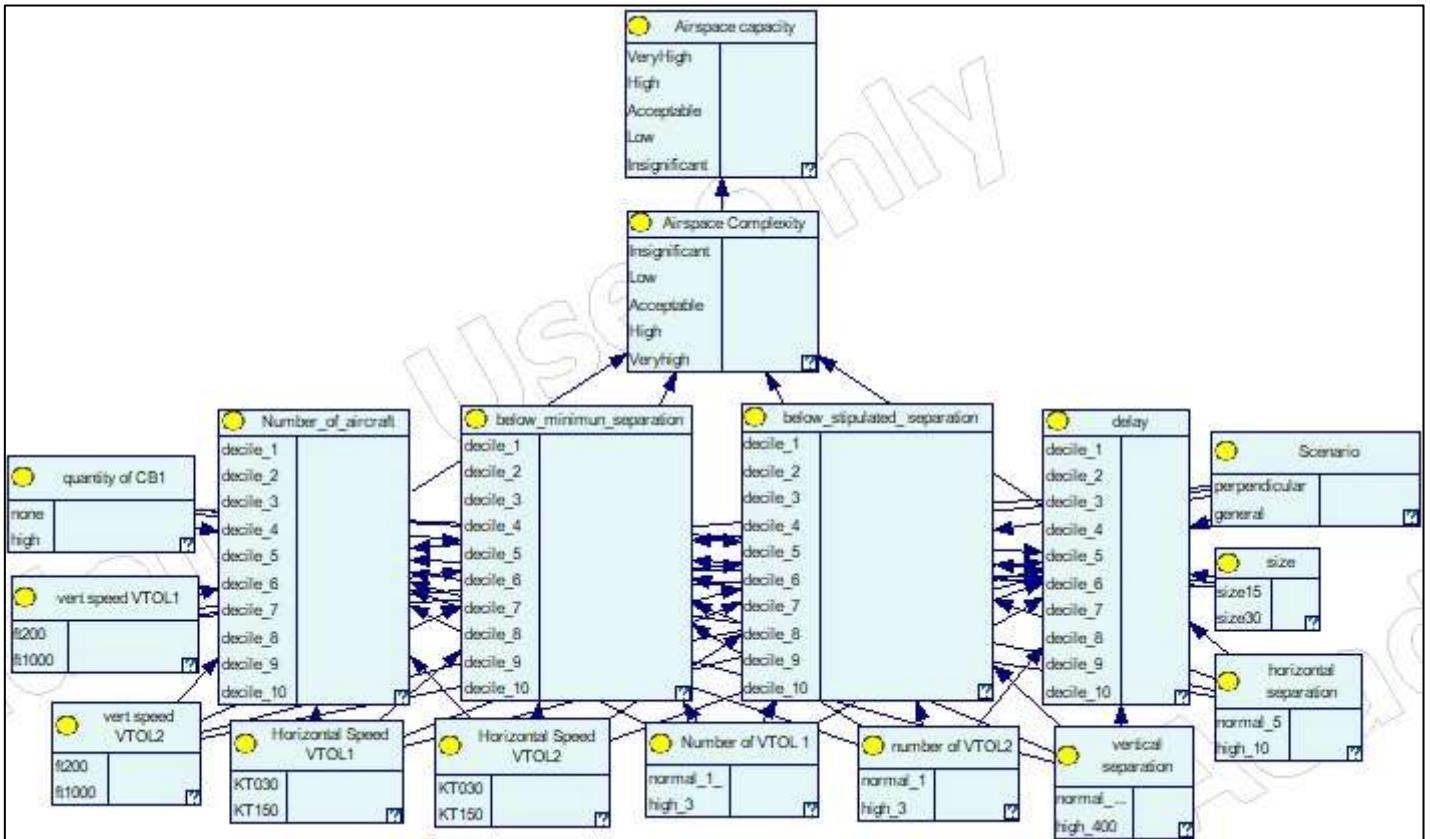 Airspace capacity
VeryHigh
High
Acceptable
Low
Insignificant
Airspace Complexity
Insignificant
Low
Acceptable
High
Veryhigh
Number_of_aircraft
decile_1
decile_2
decile_3
decile_4
decile_5
decile_6
decile_7
decile_8
decile_9
decile_10
below_minimun_separation
decile_1
decile_2
decile_3
decile_4
decile_5
decile_6
decile_7
decile_8
decile_9
decile_10
below_stipulated_separation
decile_1
decile_2
decile_3
decile_4
decile_5
decile_6
decile_7
decile_8
decile_9
decile_10
delay
decile_1
decile_2
decile_3
decile_4
decile_5
decile_6
decile_7
decile_8
decile_9
decile_10
quantity of CB1
none
high
vert speed VTOL1
ft200
ft1000
vert speed
VTOL2
ft200
ft1000
Horizontal Speed
VTOL1
KT030
KT150
Horizontal Speed
VTOL2
KT030
KT150
Number of VTOL 1
normal_1_
high_3
number of VTOL2
normal_1
high_3
vertical
separation
normal_...
high_400
horizontal
separation
normal_5
high_10
size
size15
size30
Scenario
perpendicular
general
Use Only